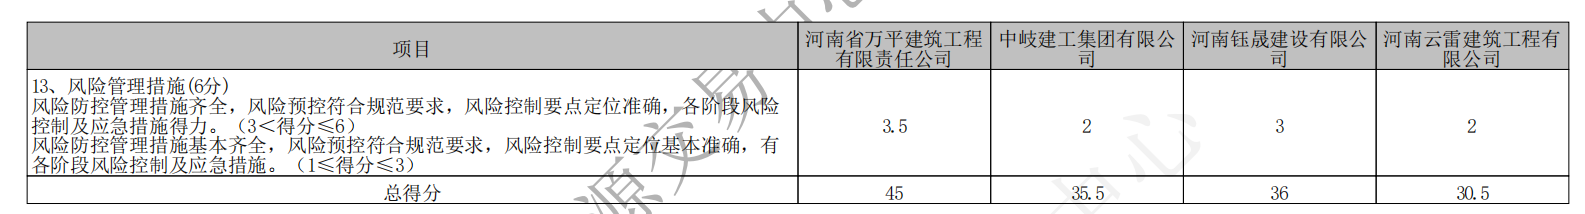 项目
河南省万平建筑工程
有限责任公司
中岐建工集团有限公
司
河南钰晟建设有限公
司
河南云雷建筑工程有
限公司
13、风险管理措施(6分)
风险防控管理措施齐全，风险预控符合规范要求，风险控制要点定位准确，各阶段风险
控制及应急措施得力。（3＜得分≤6）
风险防控管理措施基本齐全，风险预控符合规范要求，风险控制要点定位基本准确，有
各阶段风险控制及应急措施。（1≤得分≤3）
3.5
2
3
2
总得分
45
35.5
36
30.5
源交易
中心